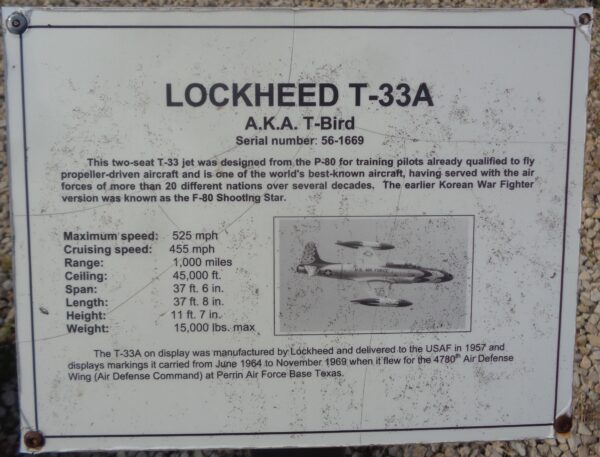 LOCKHEED T-33A
A.K.A. T-Bird
Serial number: 56-1669
This two-seat T-33 jet was designed from the P-80 for training pilots already qualified to fly
propeller-driven aircraft and is one of the world's best-known aircraft, having served with the air
forces of more than 20 different nations over several decades. The earlier Korean War Fighter
version was known as the F-80 Shooting Star.
Maximum speed: 525 mph
Cruising speed: 455 mph
Range: 1,000 miles
Ceiling: 45,000 ft.
Span: 37 ft. 6 in.
Length: 37 ft. 8 in.
Height: 11 ft. 7 in.
Weight: 15,000 lbs. max
U.S. AIR FORCE
The T-33A on display was manufactured by Lockheed and delivered to the USAF in 1957 and
displays markings it carried from June 1964 to November 1969 when it flew for the 4780th Air Defense
Wing (Air Defense Command) at Perrin Air Force Base Texas.